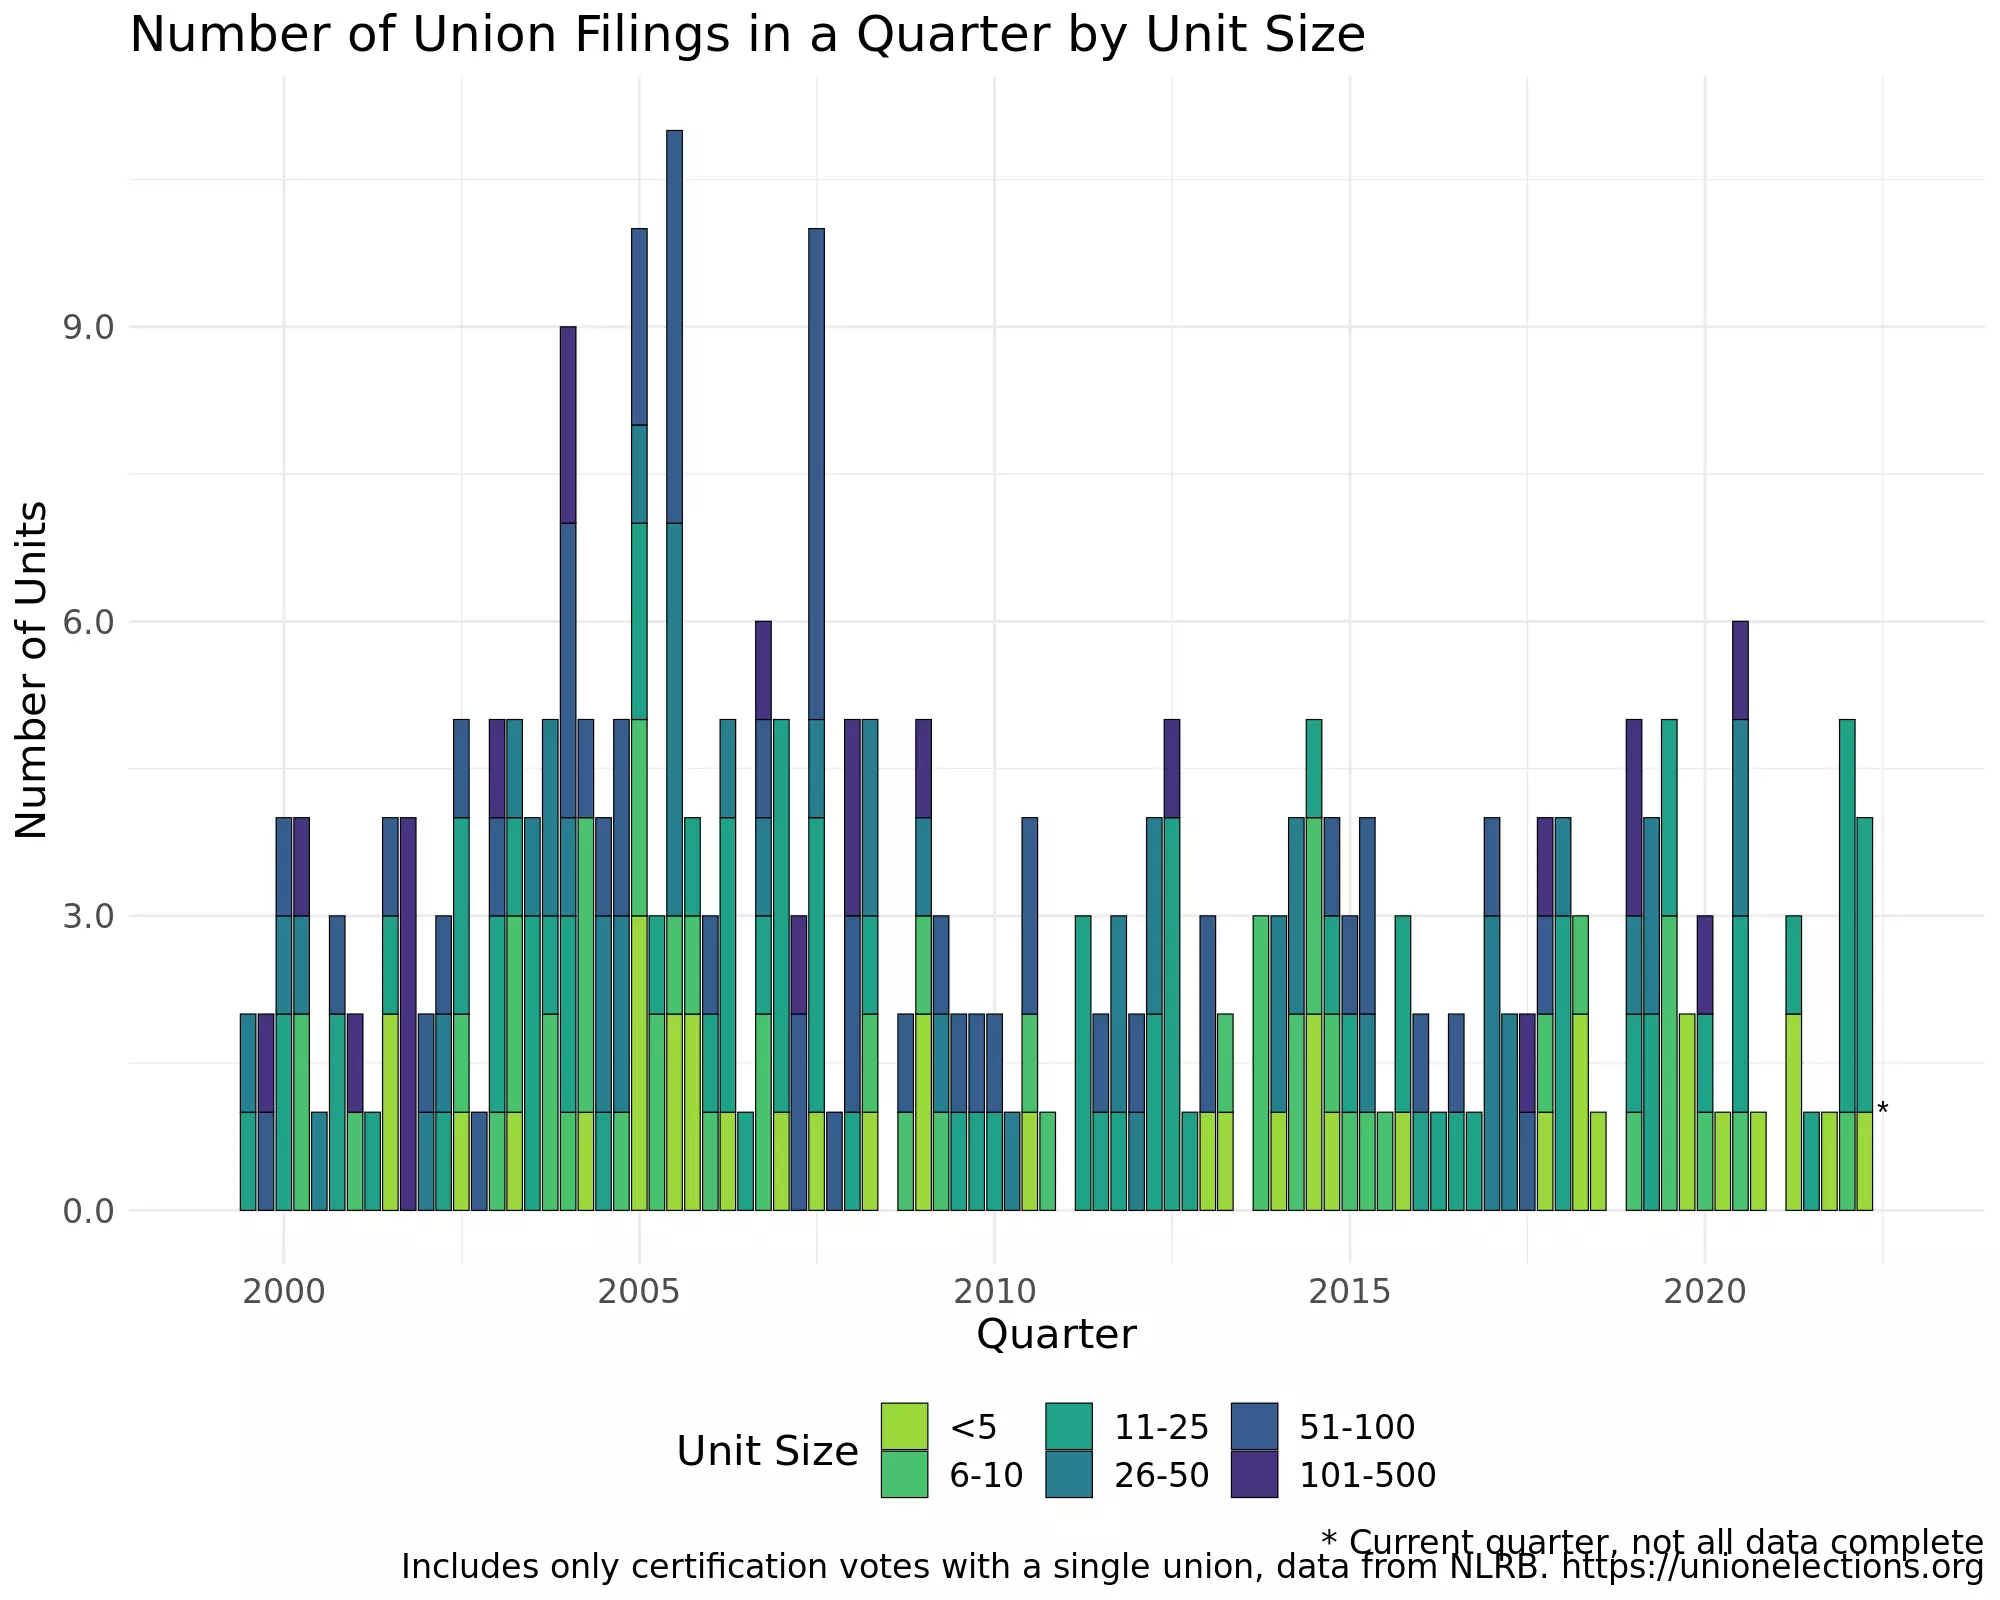 Number of Union Filings in a Quarter by Unit Size
Number of Units
9.0
6.0
3.0
0.0
*
2000 2005 2010 2015 2020
Quarter
Unit Size
<5 11-25 51-100
6-10 26-50 101-500
* Current quarter, not all data complete
Includes only certification votes with a single union, data from NLRB. https://unionelections.org